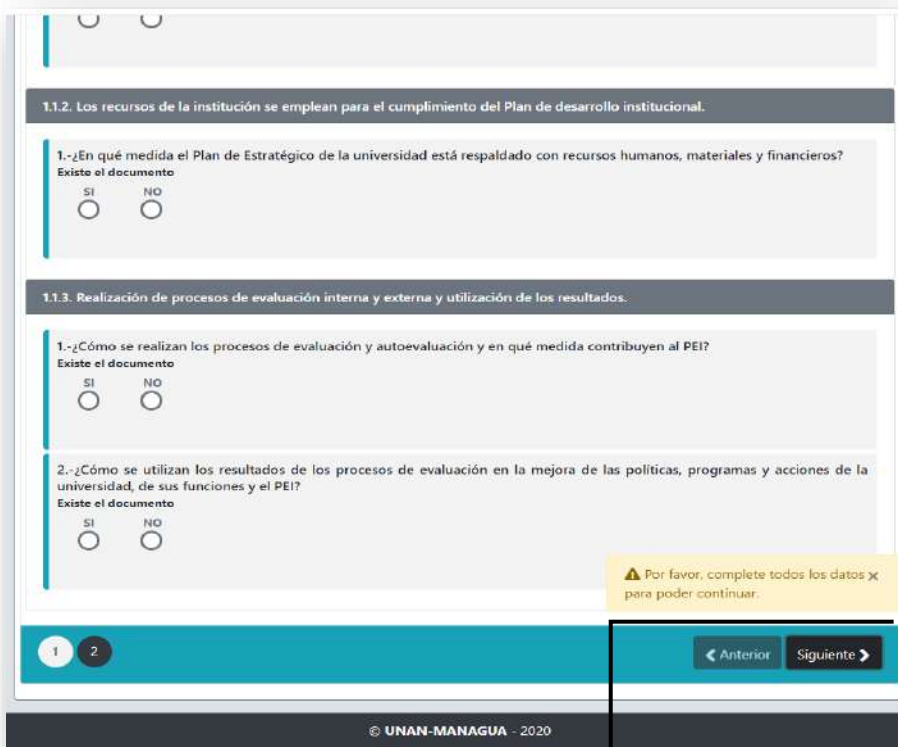 1.1.2. Los recursos de la institución se emplean para el cumplimiento del Plan de desarrollo institucional.
1.-¿En qué medida el Plan de Estratégico de la universidad está respaldado con recursos humanos, materiales y financieros?
Existe el documento
SI NO
1.1.3. Realización de procesos de evaluación interna y externa y utilización de los resultados.
1.-¿Cómo se realizan los procesos de evaluación y autoevaluación y en qué medida contribuyen al PEI?
Existe el documento
SI NO
2.-¿Cómo se utilizan los resultados de los procesos de evaluación en la mejora de las políticas, programas y acciones de la
universidad, de sus funciones y el PEI?
Existe el documento
SI NO
Por favor, complete todos los datos
para poder continuar.
1 2 Anterior Siguiente
© UNAN-MANAGUA - 2020